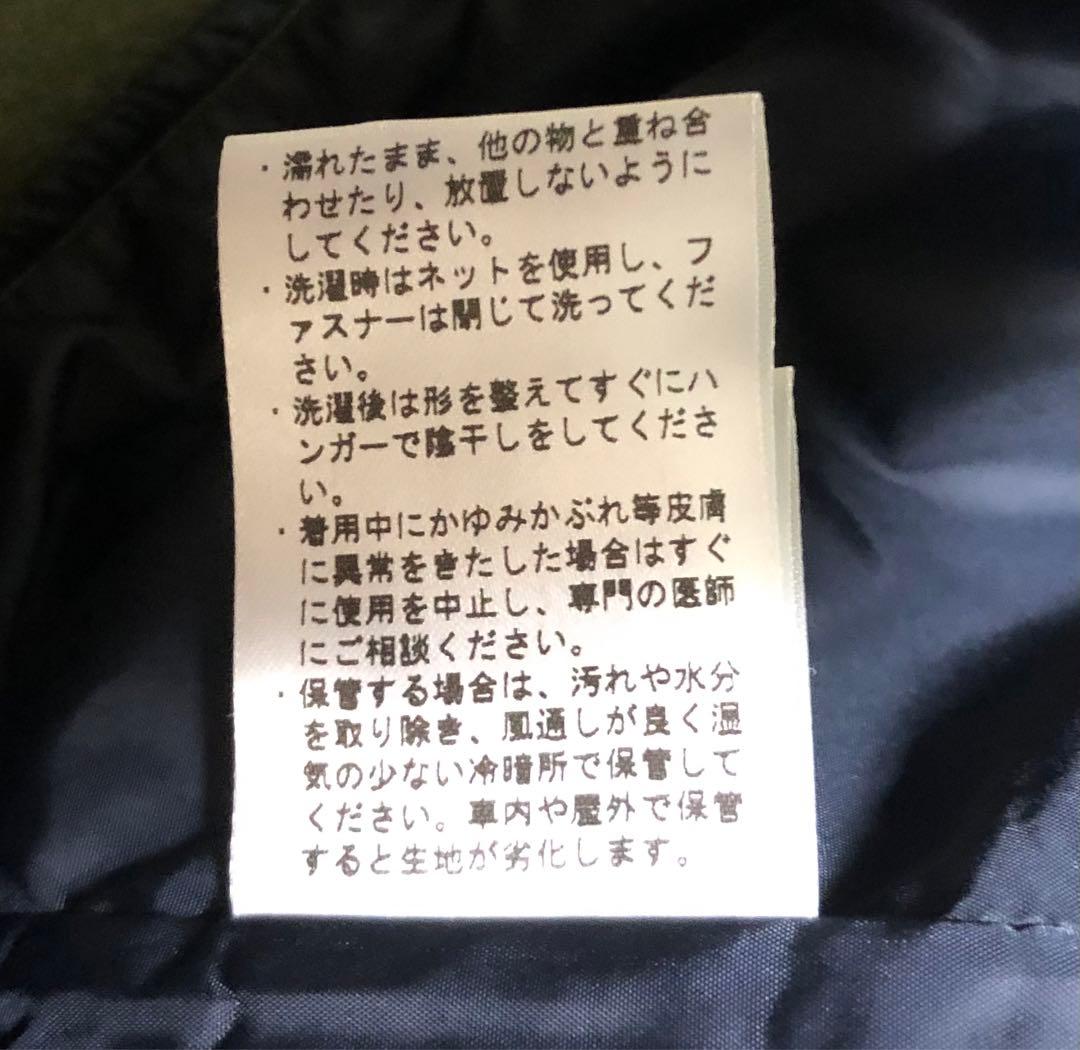 ・濡れたまま、他の物と重ね合
わせたり、放置しないように
してください。
・洗濯時はネットを使用し、フ
ァスナーは閉じて洗ってくだ
さい。
・洗濯後は形を整えてすぐにハ
ンガーで陰干しをしてくださ
い。
・着用中にかゆみかぶれ等皮膚
に異常をきたした場合はすぐ
に使用を中止し、専門の医師
にご相談ください。
・保管する場合は、汚れや水分
を取り除き、風通しが良く湿
気の少ない冷暗所で保管して
ください。車内や屋外で保管
すると生地が劣化します。